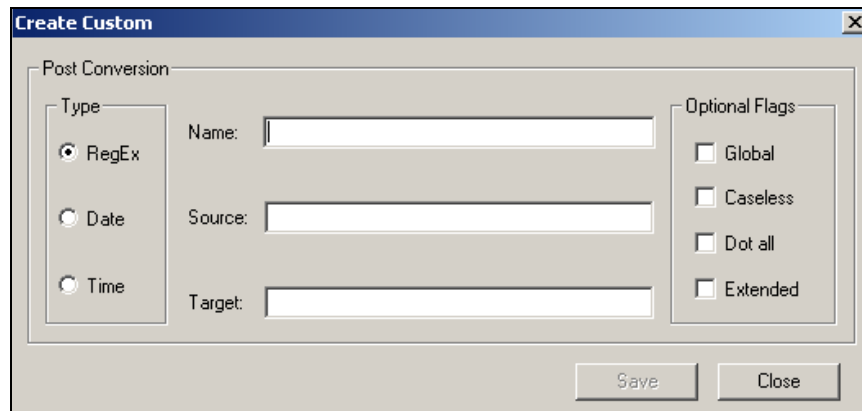 Create Custom
Post Conversion
Type
RegEx
Date
Time
Name:
Source:
Target:
Optional Flags
Global
Caseless
Dot all
Extended
Save
Close